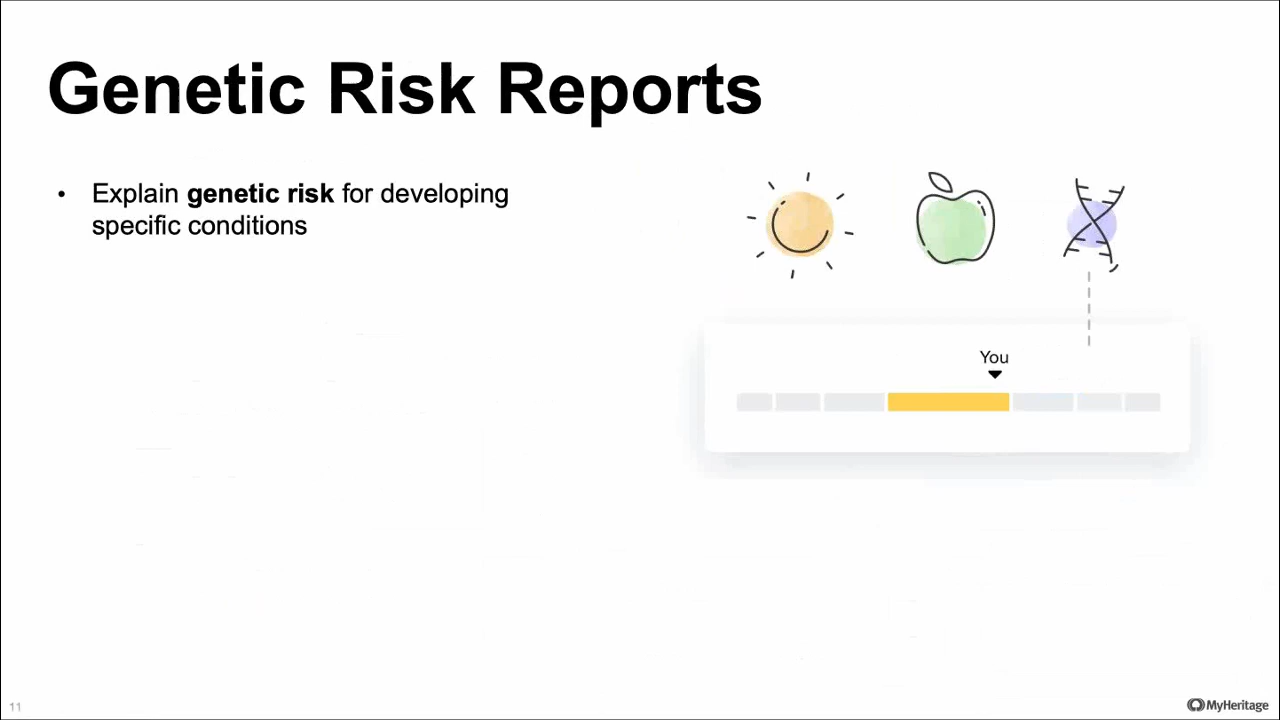 Genetic Risk Reports
• Explain genetic risk for developing
specific conditions
You
11
MyHeritage